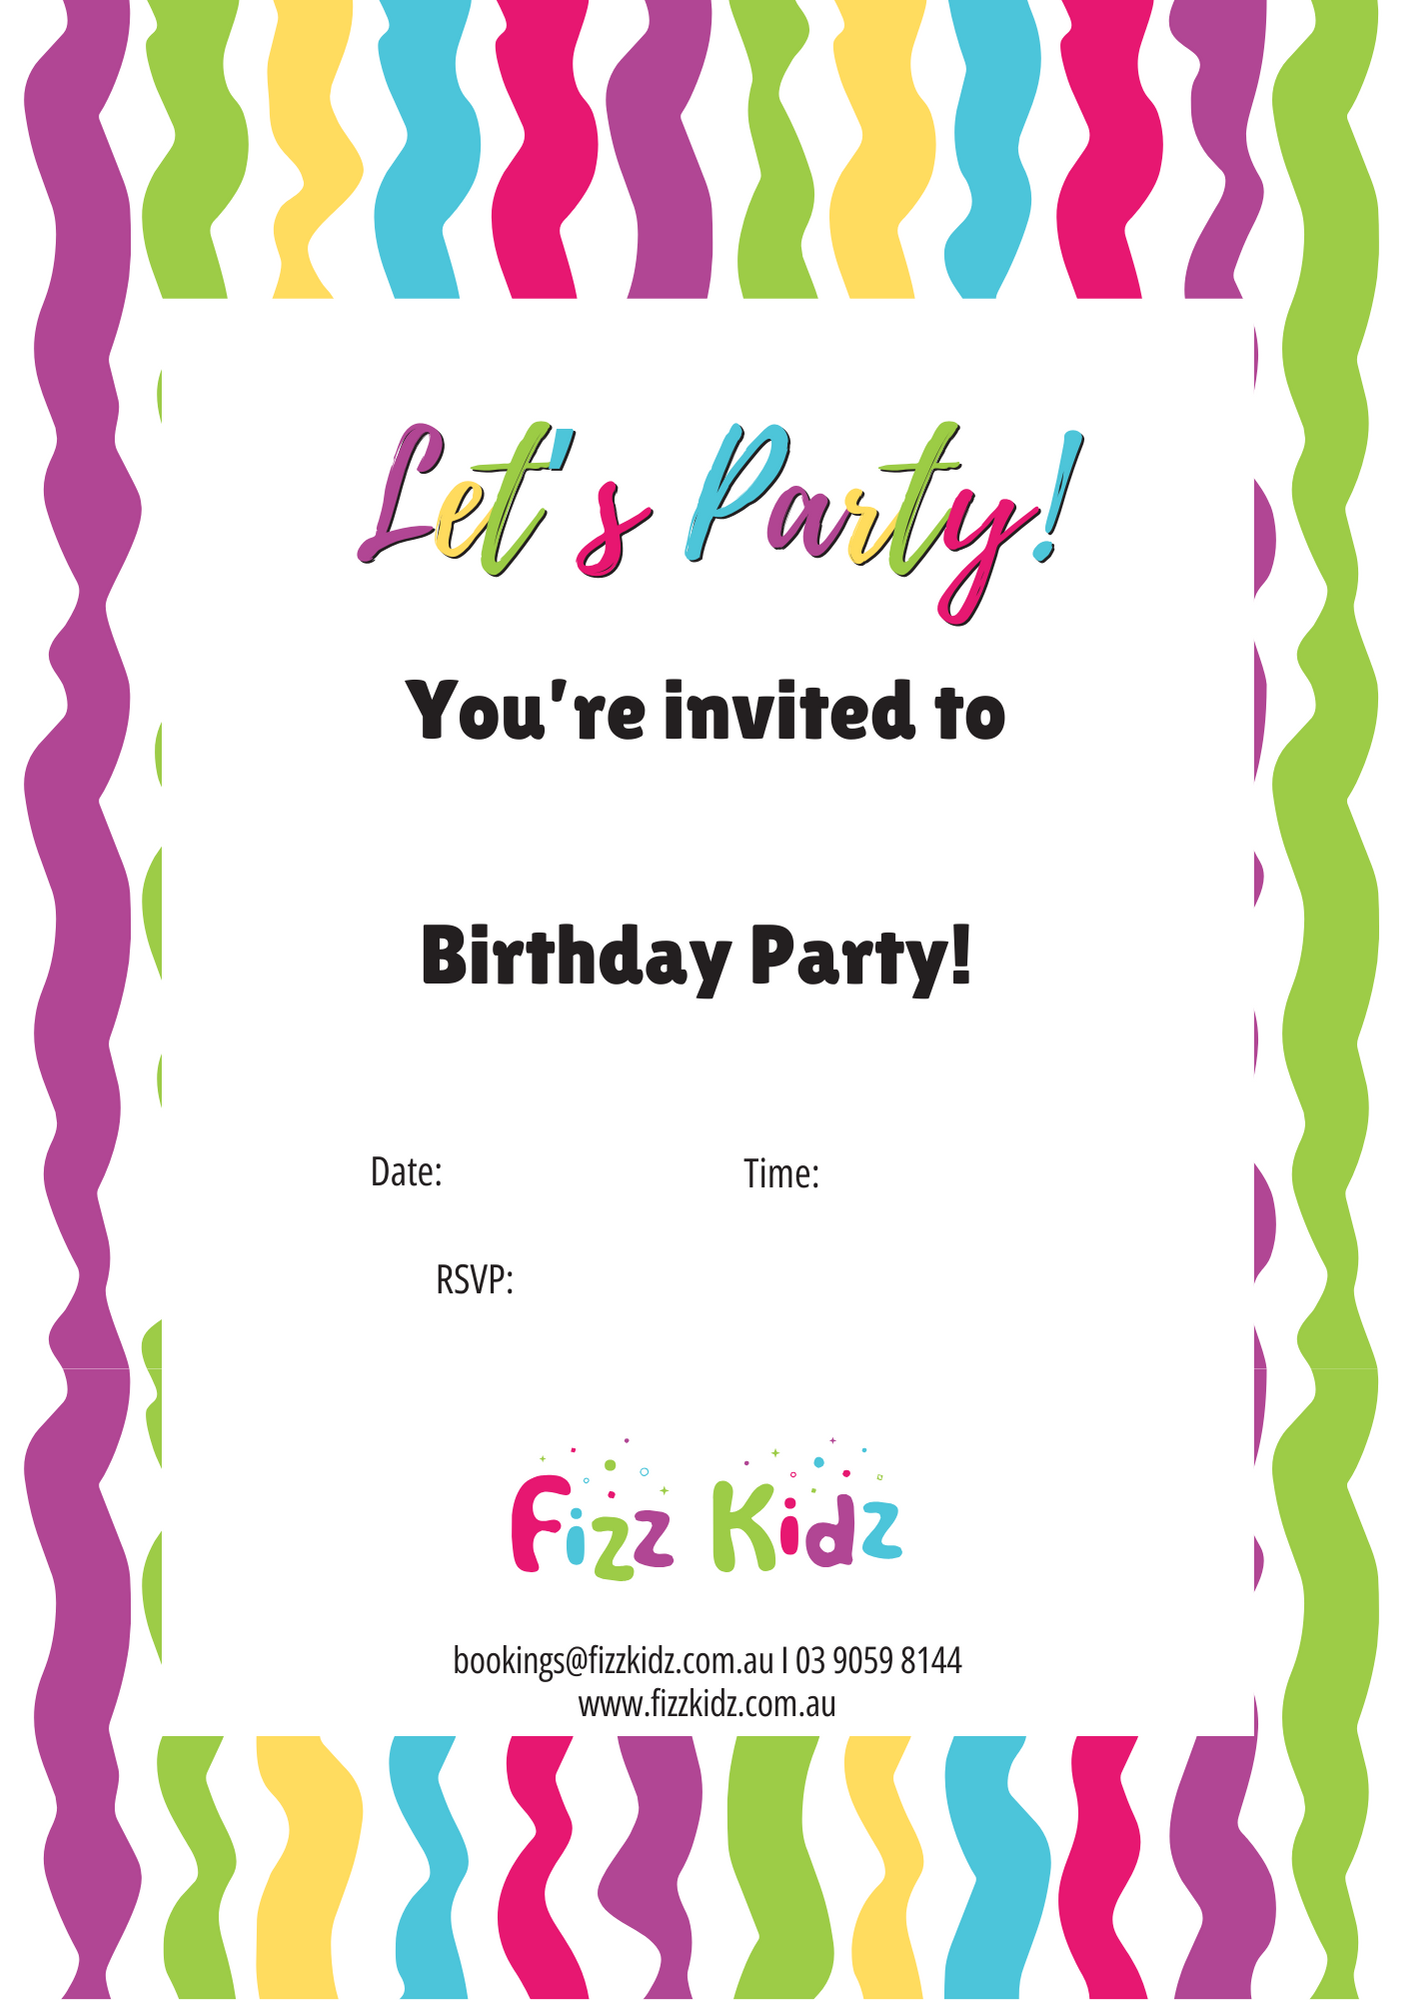 Let's Party!
You're invited to
Birthday Party!
Date: Time:
RSVP:
Fizz Kidz
bookings@fizzkidz.com.au I 03 9059 8144
www.fizzkidz.com.au